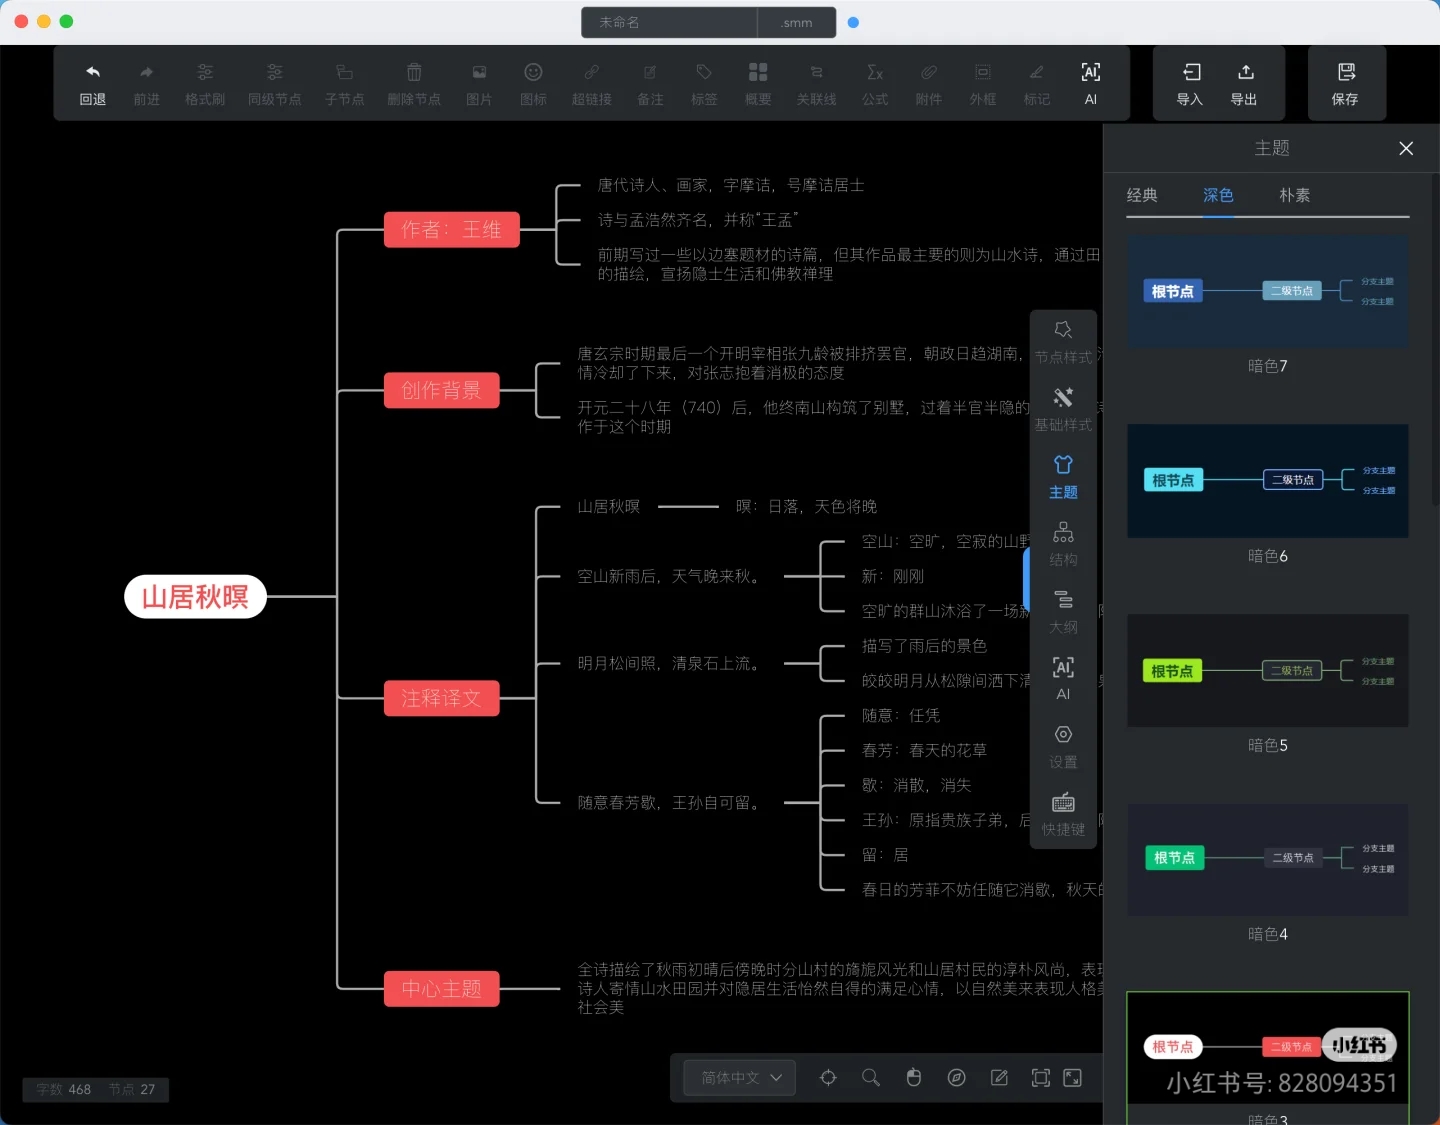 未命名 .smm
回退 前进 格式刷 同级节点 子节点 删除节点 图片 图标 超链接 备注 标签 概要 关联线 公式 附件 外框 标记 AI 导入 导出 保存
山居秋暝
作者：王维
唐代诗人、画家，字摩诘，号摩诘居士
诗与孟浩然齐名，并称“王孟”
前期写过一些以边塞题材的诗篇，但其作品最主要的则为山水诗，通过田
的描绘，宣扬隐士生活和佛教禅理
创作背景
唐玄宗时期最后一个开明宰相张九龄被排挤罢官，朝政日趋湖南，
情冷却了下来，对张志抱着消极的态度
开元二十八年（740）后，他终南山构筑了别墅，过着半官半隐的
作于这个时期
注释译文
山居秋暝
暝：日落，天色将晚
空山新雨后，天气晚来秋。
空山：空旷，空寂的山野
新：刚刚
空旷的群山沐浴了一场新
明月松间照，清泉石上流。
描写了雨后的景色
皎皎明月从松隙间洒下清
随意春芳歇，王孙自可留。
随意：任凭
春芳：春天的花草
歇：消散，消失
王孙：原指贵族子弟，后
留：居
春日的芳菲不妨任随它消歇，秋天的
中心主题
全诗描绘了秋雨初晴后傍晚时分山村的旖旎风光和山居村民的淳朴风尚，表现
诗人寄情山水田园并对隐居生活怡然自得的满足心情，以自然美来表现人格美
社会美
节点样式
基础样式
主题
结构
大纲
AI
设置
快捷键
主题
经典 深色 朴素
根节点 二级节点 分支主题
分支主题
暗色7
根节点 二级节点 分支主题
分支主题
暗色6
根节点 二级节点 分支主题
分支主题
暗色5
根节点 二级节点 分支主题
分支主题
暗色4
根节点 二级节点
小红书
小红书号: 828094351
暗色3
字数 468 节点 27
简体中文